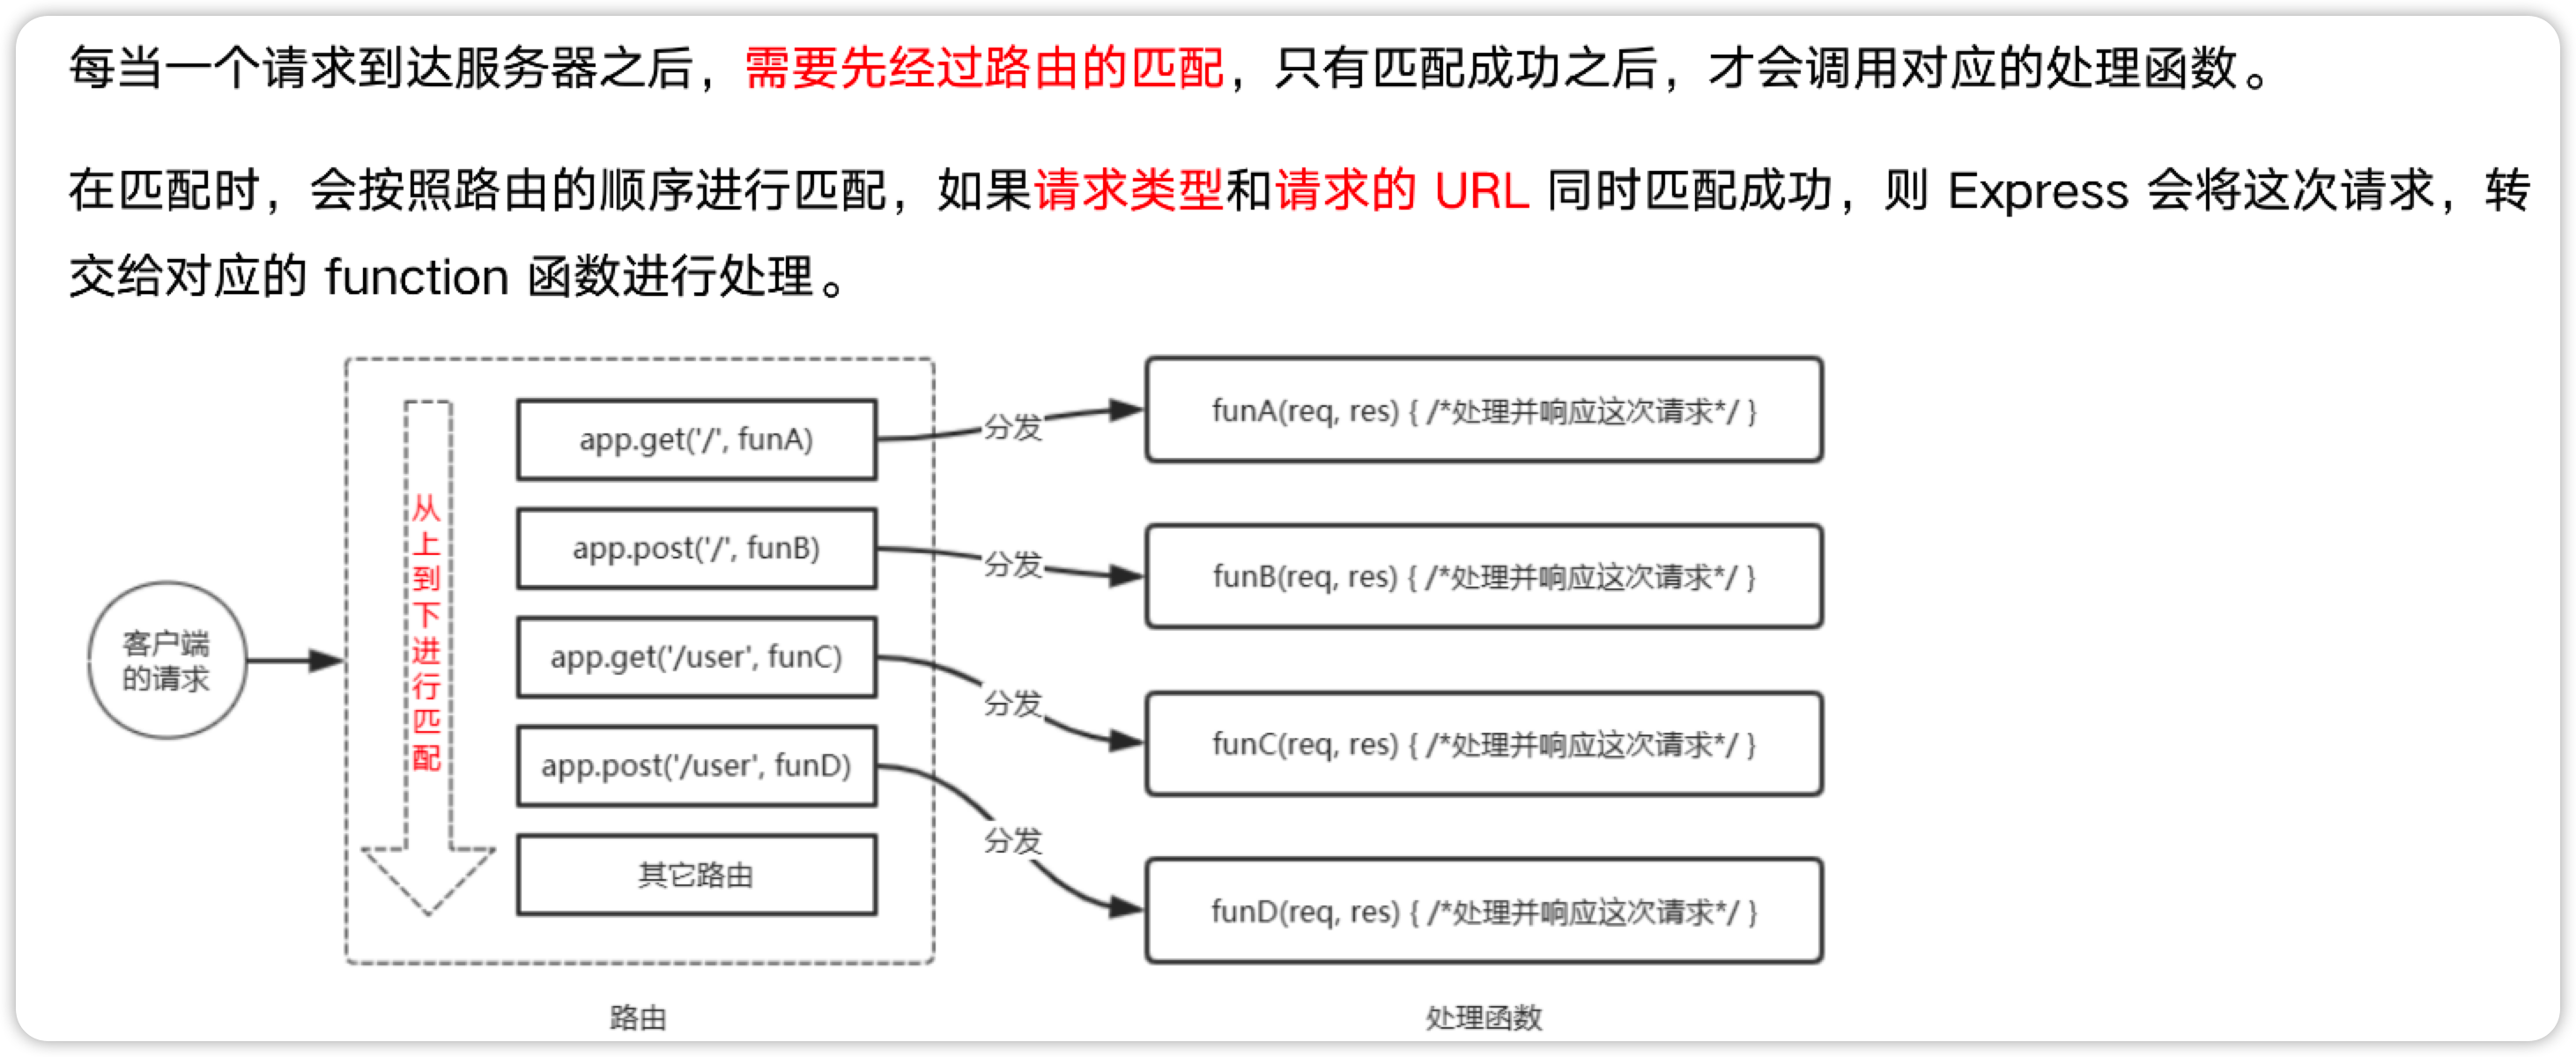 每当一个请求到达服务器之后，需要先经过路由的匹配，只有匹配成功之后，才会调用对应的处理函数。
在匹配时，会按照路由的顺序进行匹配，如果请求类型和请求的 URL 同时匹配成功，则 Express 会将这次请求，转
交给对应的 function 函数进行处理。
客户端
的请求
从上到下进行匹配
app.get('/', funA)
app.post('/', funB)
app.get('/user', funC)
app.post('/user', funD)
其它路由
路由
分发
分发
分发
分发
funA(req, res) { /*处理并响应这次请求*/ }
funB(req, res) { /*处理并响应这次请求*/ }
funC(req, res) { /*处理并响应这次请求*/ }
funD(req, res) { /*处理并响应这次请求*/ }
处理函数